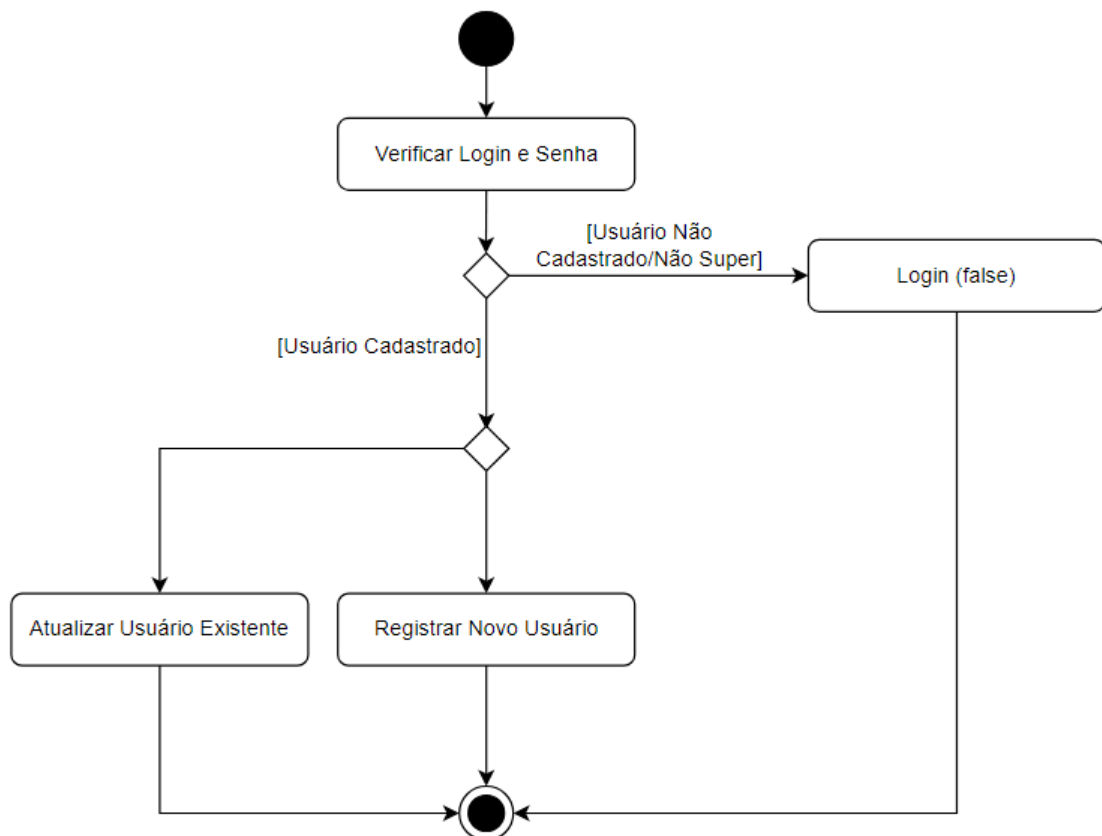 Verificar Login e Senha
[Usuário Não
Cadastrado/Não Super]
Login (false)
[Usuário Cadastrado]
Atualizar Usuário Existente
Registrar Novo Usuário